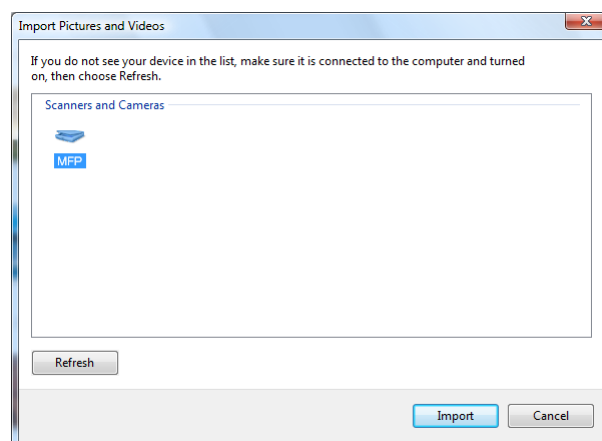 Import Pictures and Videos
If you do not see your device in the list, make sure it is connected to the computer and turned
on, then choose Refresh.
Scanners and Cameras
MFP
Refresh
Import
Cancel